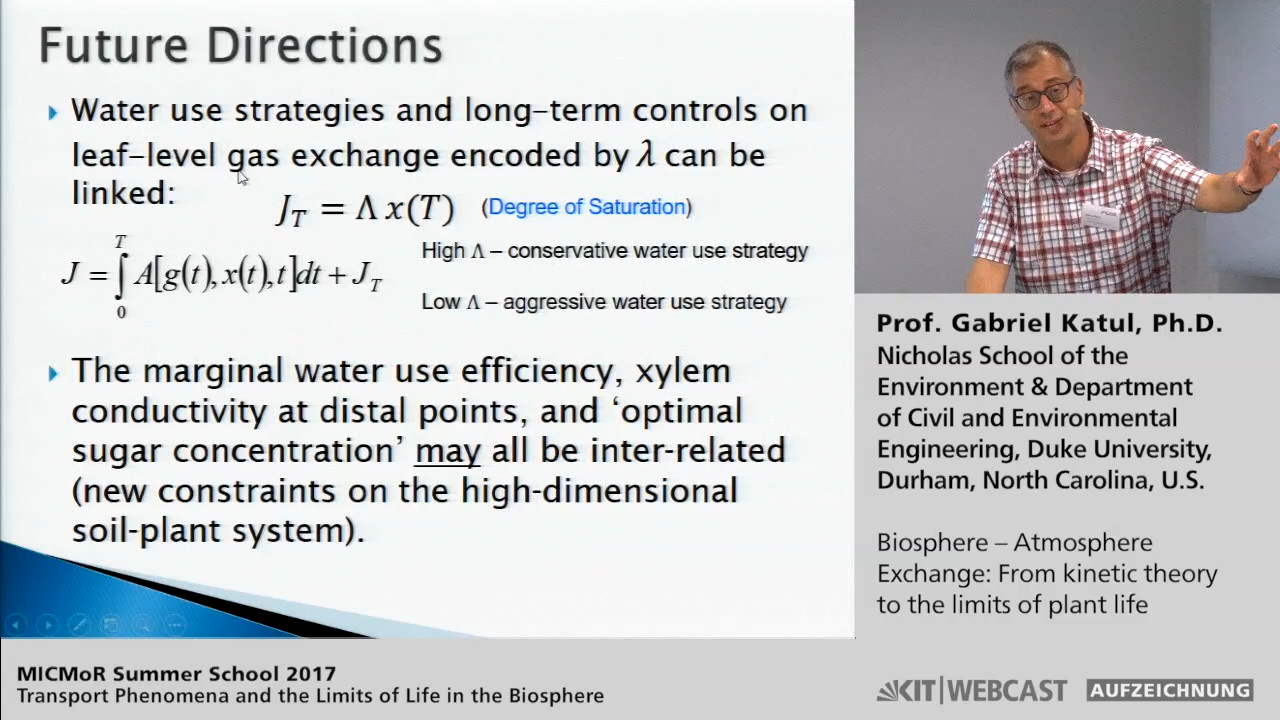 Future Directions
Water use strategies and long-term controls on
leaf-level gas exchange encoded by λ can be
linked:
J_T = Λ x(T) (Degree of Saturation)
J = ∫_0^T A[g(t), x(t), t]dt + J_T
High Λ – conservative water use strategy
Low Λ – aggressive water use strategy
The marginal water use efficiency, xylem
conductivity at distal points, and ‘optimal
sugar concentration’ may all be inter-related
(new constraints on the high-dimensional
soil-plant system).
Prof. Gabriel Katul, Ph.D.
Nicholas School of the
Environment & Department
of Civil and Environmental
Engineering, Duke University,
Durham, North Carolina, U.S.
Biosphere – Atmosphere
Exchange: From kinetic theory
to the limits of plant life
MICMoR Summer School 2017
Transport Phenomena and the Limits of Life in the Biosphere
KIT|WEBCAST AUFZEICHNUNG